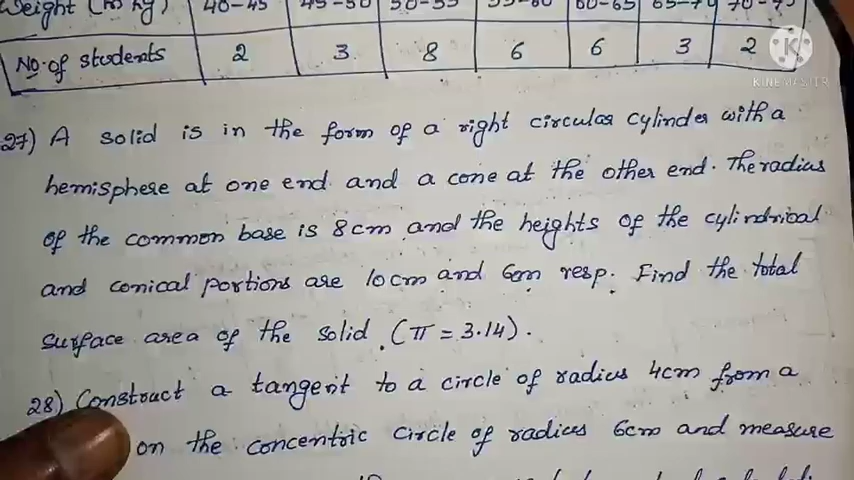 Weight (in kg) 40-45 45-50 50-55 55-60 60-65 65-70 70-75
No. of students 2 3 8 6 6 3 2
KINEMASTER
27) A solid is in the form of a right circular cylinder with a
hemisphere at one end and a cone at the other end. The radius
of the common base is 8cm and the heights of the cylindrical
and conical portions are 10cm and 6cm resp. Find the total
surface area of the solid. (π = 3.14).
28) Construct a tangent to a circle of radius 4cm from a
on the concentric circle of radius 6cm and measure